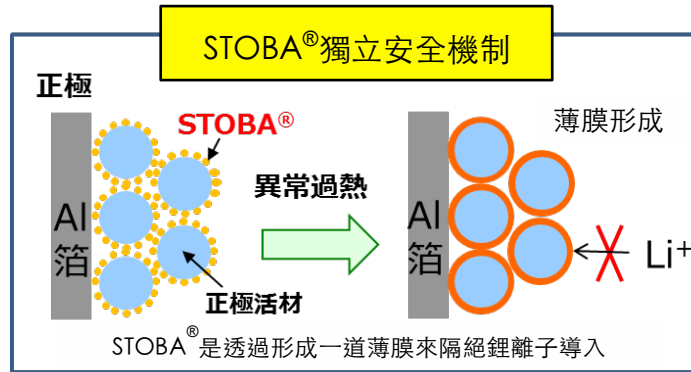 STOBA®獨立安全機制
正極
STOBA®
薄膜形成
異常過熱
Al
箔
Al
箔
Li⁺
正極活材
STOBA®是透過形成一道薄膜來隔絕鋰離子導入